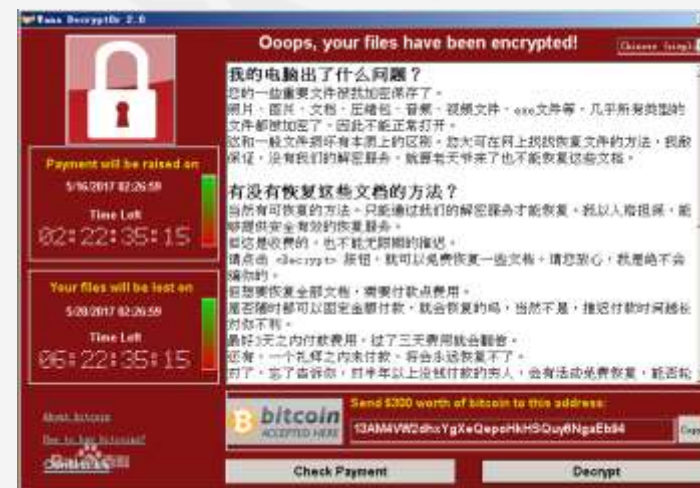 Wana Decrypt0r 2.0
Ooops, your files have been encrypted!
我的电脑出了什么问题？
您的一些重要文件被我加密保存了。
照片、图片、文档、压缩包、音频、视频文件、exe文件等，几乎所有类型的
文件都被加密了，因此不能正常打开。
这和一般文件损坏有本质上的区别。您大可在网上找找恢复文件的方法，我敢
保证，没有我们的解密服务，就算老天爷来了也不能恢复这些文档。
有没有恢复这些文档的方法？
当然有可恢复的方法。只能通过我们的解密服务才能恢复。我以人格担保，能
够提供安全有效的恢复服务。
但这是收费的，也不能无限期的推迟。
请点击 <Decrypt> 按钮，就可以免费恢复一些文档。请您放心，我是绝不会
骗你的。
但想要恢复全部文档，需要付款点费用。
是否随时都可以固定金额付款，就会恢复的吗，当然不是，推迟付款时间越长
对你不利。
最好3天之内付款费用，过了三天费用就会翻倍。
还有，一个礼拜之内未付款，将会永远恢复不了。
对了，忘了告诉你，对半年以上没钱付款的穷人，会有活动免费恢复，能否轮
Payment will be raised on
5/16/2017 02:26:59
Time Left
02:22:35:15
Your files will be lost on
5/20/2017 02:26:59
Time Left
06:22:35:15
About bitcoin
How to buy bitcoins?
bitcoin
ACCEPTED HERE
Send $300 worth of bitcoin to this address:
Copy
Check Payment
Decrypt